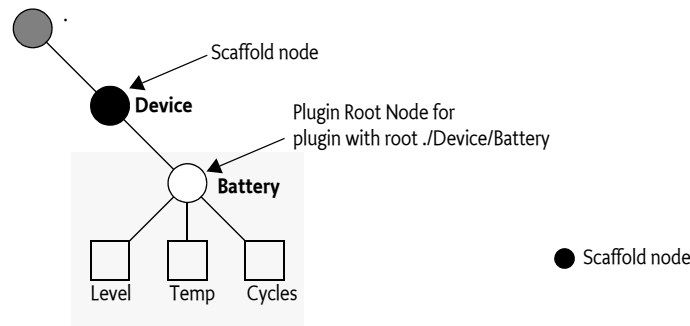 .
Scaffold node
Device
Plugin Root Node for
plugin with root ./Device/Battery
Battery
Scaffold node
Level Temp Cycles